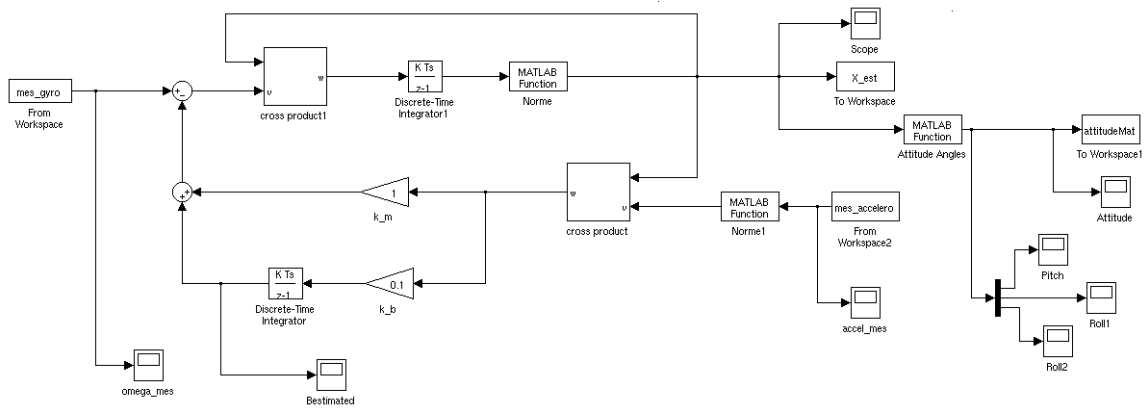 Scope
K Ts
z-1
Discrete-Time
Integrator1
MATLAB
Function
Norme
X_est
To Workspace
mes_gyro
From
Workspace
+
-
w
v
cross product1
MATLAB
Function
Attitude Angles
attitudeMat
To Workspace1
Attitude
+
+
1
k_m
w
v
cross product
MATLAB
Function
Norme1
mes_accelero
From
Workspace2
K Ts
z-1
Discrete-Time
Integrator
0.1
k_b
accel_mes
Pitch
Roll1
Roll2
omega_mes
Bestimated